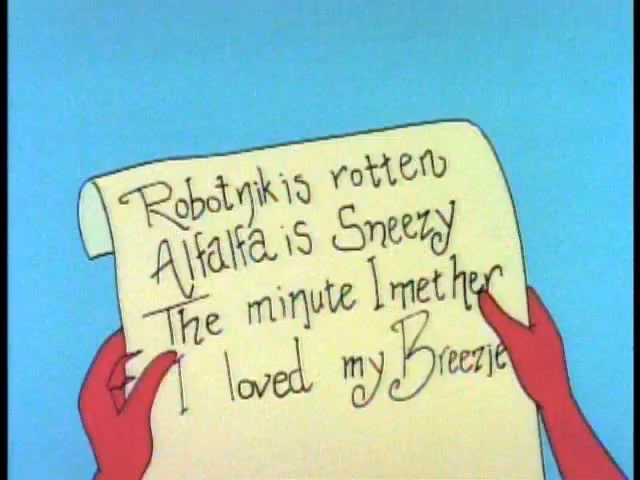 Robotnik is rotten
Alfalfa is Sneezy
The minute I met her
I loved my Breezie